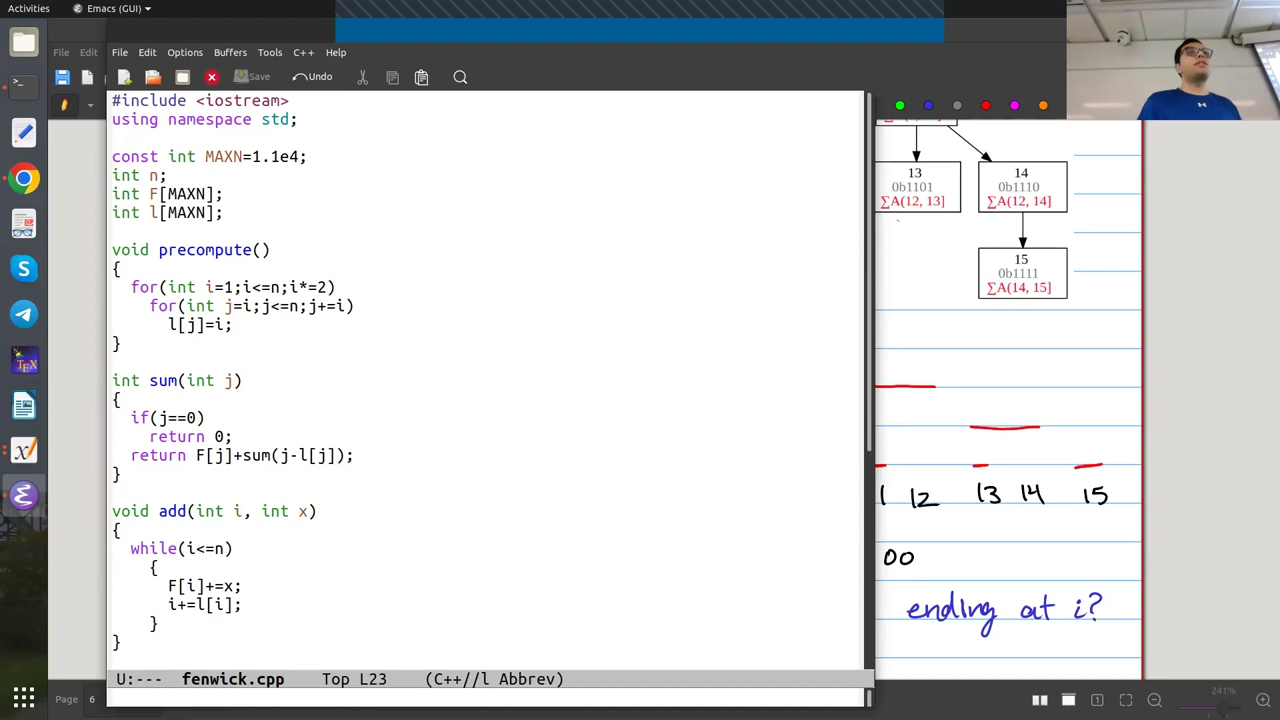 Activities
Emacs (GUI)
File Edit
File Edit Options Buffers Tools C++ Help
Save Undo
#include <iostream>
using namespace std;
const int MAXN=1.1e4;
int n;
int F[MAXN];
int l[MAXN];
void precompute()
{
for(int i=1;i<=n;i*=2)
for(int j=i;j<=n;j+=i)
l[j]=i;
}
int sum(int j)
{
if(j==0)
return 0;
return F[j]+sum(j-l[j]);
}
void add(int i, int x)
{
while(i<=n)
{
F[i]+=x;
i+=l[i];
}
}
U:--- fenwick.cpp Top L23 (C++//l Abbrev)
13
0b1101
∑A(12, 13]
14
0b1110
∑A(12, 14]
15
0b1111
∑A(14, 15]
12 13 14 15
00
ending at i?
Page 6
241%